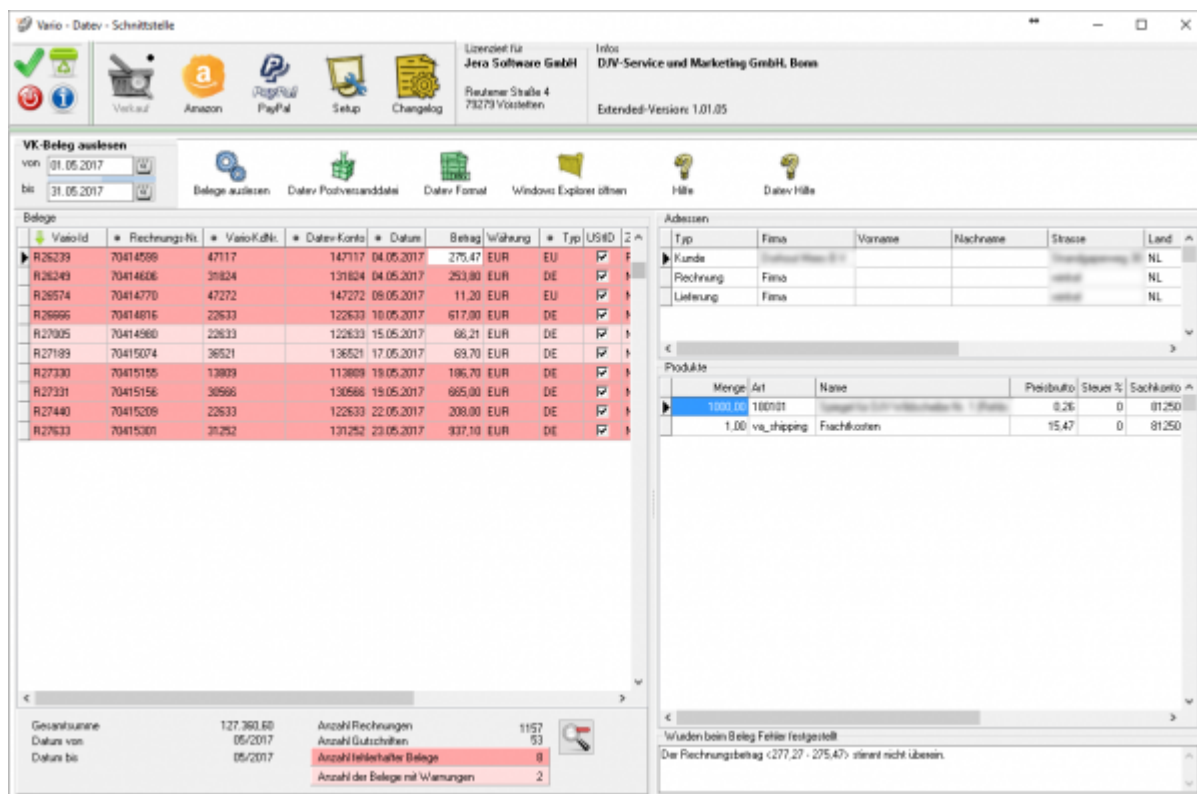 Vario - Datev - Schnittstelle
Verkauf
Amazon
PayPal
PayPal
Setup
Changelog
Lizenziert für
Jera Software GmbH
Reutener Straße 4
79279 Vörstetten
Infos
DJV-Service und Marketing GmbH, Bonn
Extended-Version: 1.01.05
VK-Beleg auslesen
von 01.05.2017
bis 31.05.2017
Belege auslesen
Datev Postversanddatei
Datev Format
Windows Explorer öffnen
Hilfe
Datev Hilfe
Belege
Vario-Id Rechnungs-Nr. Vario-KdNr. Datev-Konto Datum Betrag Währung Typ UStID Z
R26239 70414599 47117 147117 04.05.2017 275,47 EUR EU
R26249 70414606 31824 131824 04.05.2017 253,80 EUR DE
R26574 70414770 47272 147272 09.05.2017 11,20 EUR EU
R26666 70414816 22633 122633 10.05.2017 617,00 EUR DE
R27005 70414980 22633 122633 15.05.2017 66,21 EUR DE
R27189 70415074 36521 136521 17.05.2017 69,70 EUR DE
R27330 70415155 13809 113809 19.05.2017 186,70 EUR DE
R27331 70415156 30566 130566 19.05.2017 665,00 EUR DE
R27440 70415209 22633 122633 22.05.2017 208,00 EUR DE
R27633 70415301 31252 131252 23.05.2017 937,10 EUR DE
Gesamtsumme 127.360,60
Datum von 05/2017
Datum bis 05/2017
Anzahl Rechnungen 1157
Anzahl Gutschriften 53
Anzahl fehlerhafter Belege 8
Anzahl der Belege mit Warnungen 2
Adressen
Typ Firma Vorname Nachname Strasse Land
Kunde NL
Rechnung Firma NL
Lieferung Firma NL
Produkte
Menge Art Name Preisbrutto Steuer % Sachkonto
1000,00 180101 0,26 0 81250
1,00 va_shipping Frachtkosten 15,47 0 81250
Wurden beim Beleg Fehler festgestellt
Der Rechnungsbetrag <277,27 - 275,47> stimmt nicht überein.